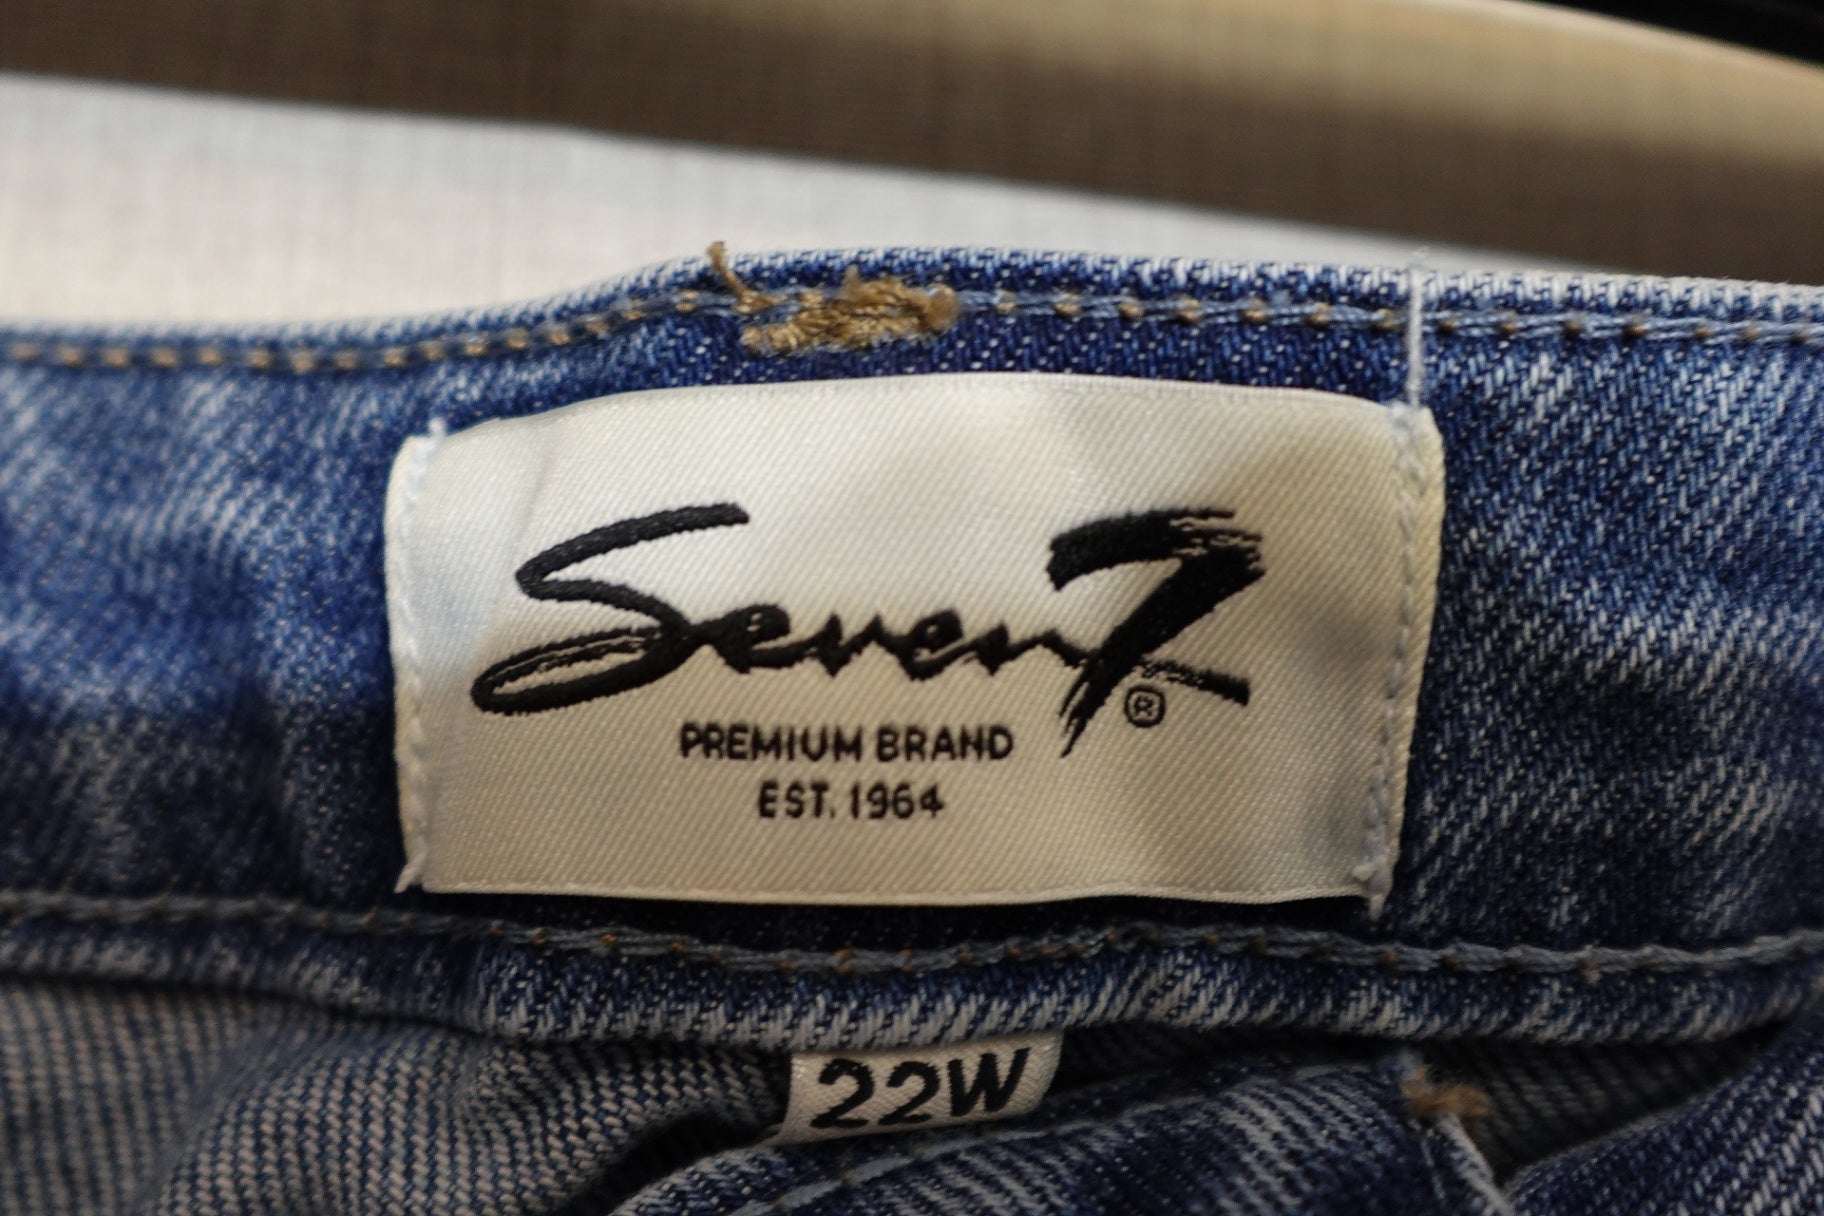 Seven7®
PREMIUM BRAND
EST. 1964
22W